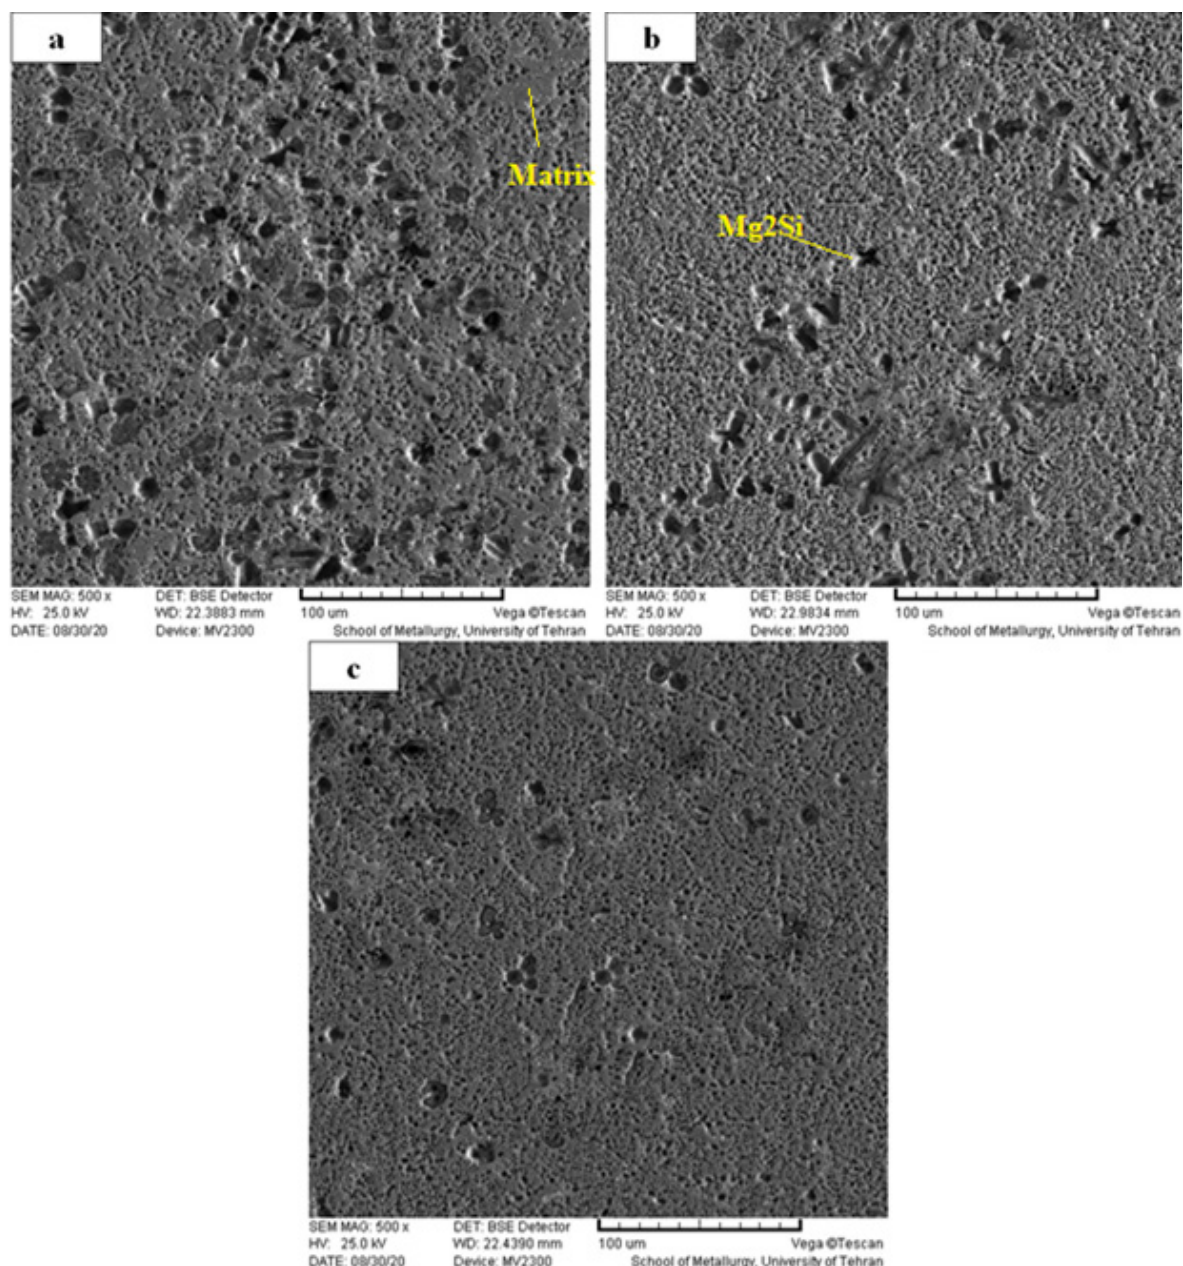 a
Matrix
SEM MAG: 500 x DET: BSE Detector
HV: 25.0 kV WD: 22.3883 mm 100 um Vega ©Tescan
DATE: 08/30/20 Device: MV2300 School of Metallurgy, University of Tehran
b
Mg2Si
SEM MAG: 500 x DET: BSE Detector
HV: 25.0 kV WD: 22.9834 mm 100 um Vega ©Tescan
DATE: 08/30/20 Device: MV2300 School of Metallurgy, University of Tehran
c
SEM MAG: 500 x DET: BSE Detector
HV: 25.0 kV WD: 22.4390 mm 100 um Vega ©Tescan
DATE: 08/30/20 Device: MV2300 School of Metallurgy, University of Tehran